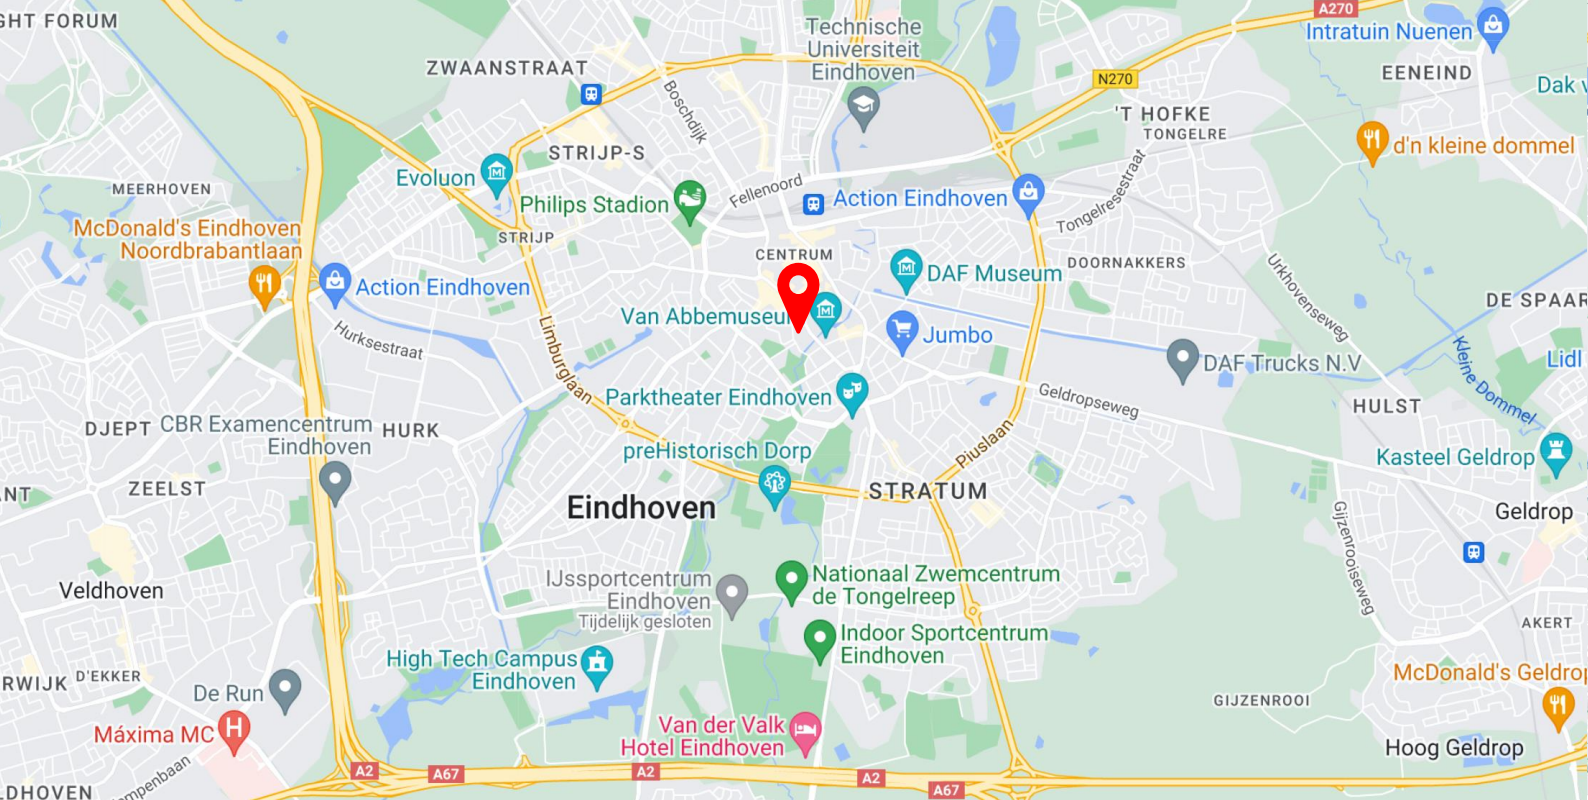 GHT FORUM
ZWAANSTRAAT
Technische
Universiteit
Eindhoven
A270
Intratuin Nuenen
EENEIND
N270
Dak v
Boschdijk
'T HOFKE
TONGELRE
STRIJP-S
d'n kleine dommel
Evoluon
MEERHOVEN
Fellenoord
Philips Stadion
Action Eindhoven
Tongelresestraat
McDonald's Eindhoven
Noordbrabantlaan
STRIJP
CENTRUM
DAF Museum
DOORNAKKERS
Urkhovenseweg
Action Eindhoven
DE SPAAR
Van Abbemuseu
Hurksestraat
Limburglaan
Jumbo
DAF Trucks N.V
Kleine Dommel
Lidl
Parktheater Eindhoven
Geldropseweg
HULST
DJEPT
CBR Examencentrum
Eindhoven
HURK
preHistorisch Dorp
Piuslaan
Kasteel Geldrop
ANT
ZEELST
Eindhoven
STRATUM
Geldrop
Gijzenrooiseweg
Veldhoven
IJssportcentrum
Eindhoven
Tijdelijk gesloten
Nationaal Zwemcentrum
de Tongelreep
Indoor Sportcentrum
Eindhoven
AKERT
High Tech Campus
Eindhoven
RWIJK
D'EKKER
De Run
McDonald's Geldrop
GIJZENROOI
Máxima MC
H
Van der Valk
Hotel Eindhoven
Hoog Geldrop
A2
A67
A2
A2
A67
LDHOVEN
empenbaan